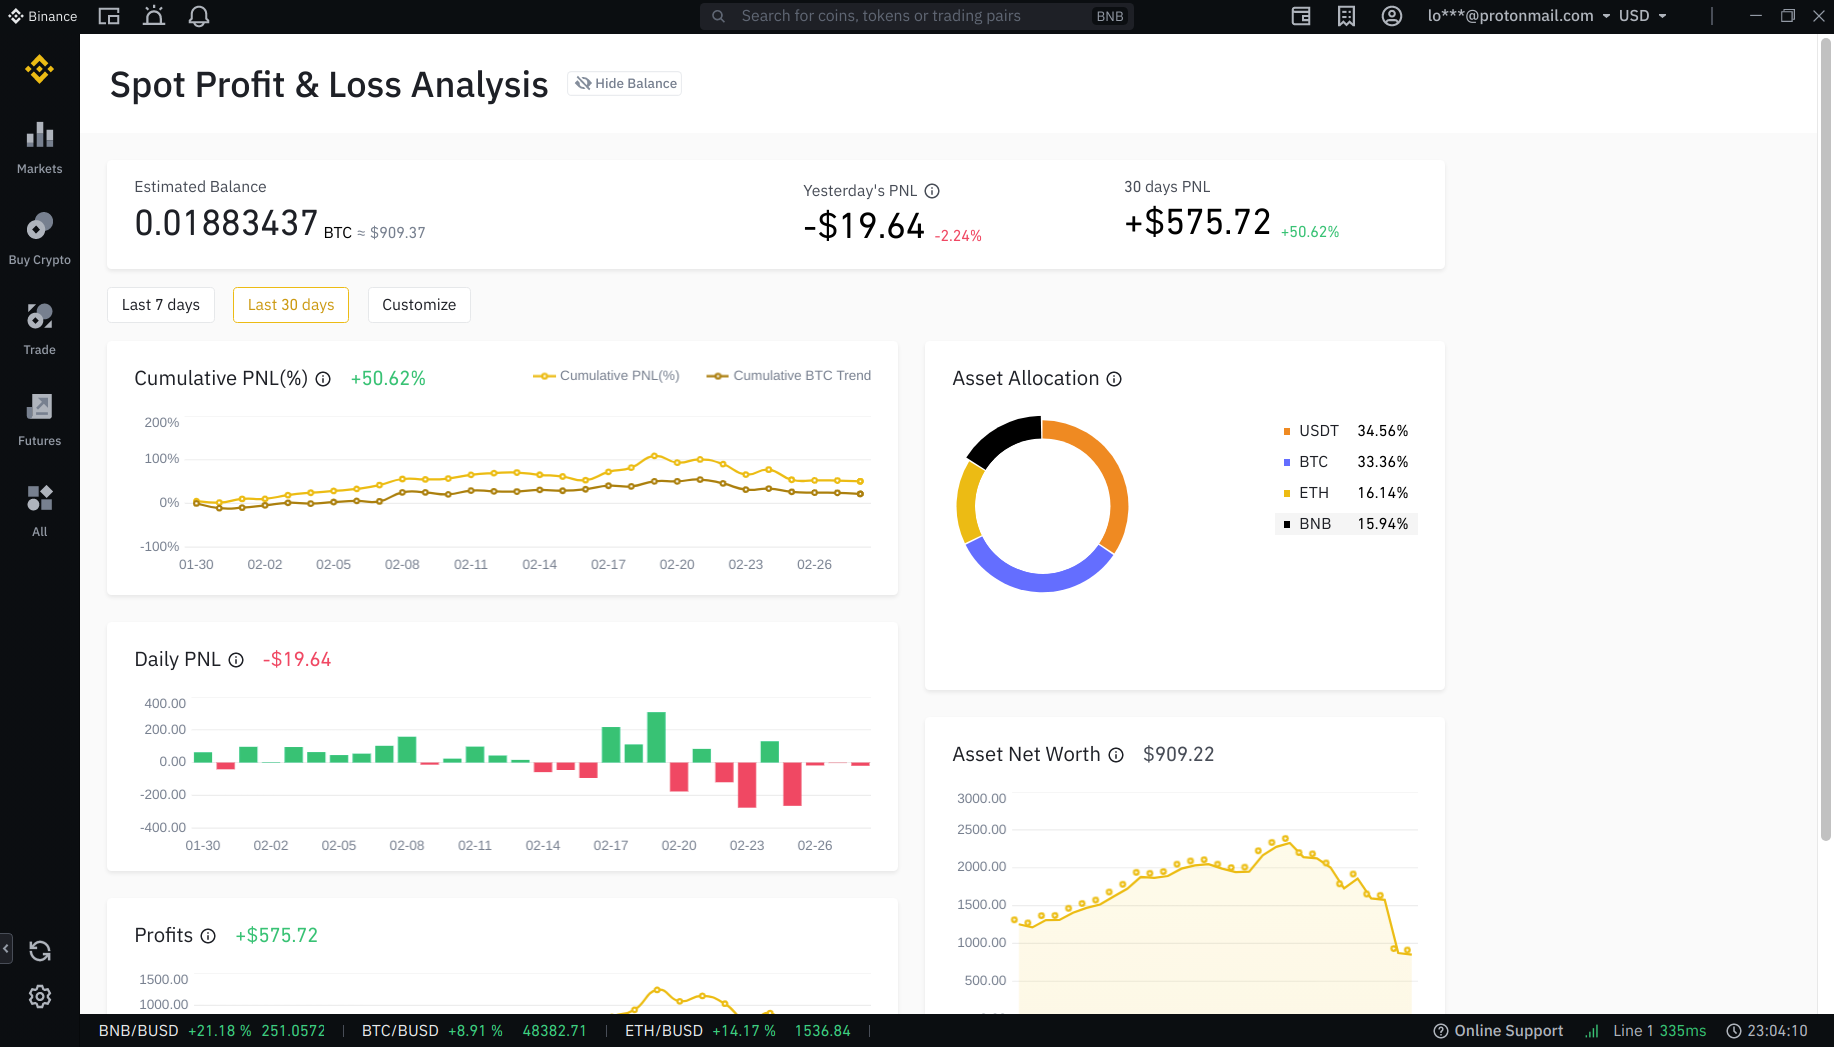 Binance
Search for coins, tokens or trading pairs BNB
lo***@protonmail.com USD
Spot Profit & Loss Analysis
Hide Balance
Markets
Buy Crypto
Trade
Futures
All
Estimated Balance
0.01883437 BTC ≈ $909.37
Yesterday's PNL
-$19.64 -2.24%
30 days PNL
+$575.72 +50.62%
Last 7 days
Last 30 days
Customize
Cumulative PNL(%) +50.62%
Cumulative PNL(%) Cumulative BTC Trend
200%
100%
0%
-100%
01-30 02-02 02-05 02-08 02-11 02-14 02-17 02-20 02-23 02-26
Asset Allocation
USDT 34.56%
BTC 33.36%
ETH 16.14%
BNB 15.94%
Daily PNL -$19.64
400.00
200.00
0.00
-200.00
-400.00
01-30 02-02 02-05 02-08 02-11 02-14 02-17 02-20 02-23 02-26
Asset Net Worth $909.22
3000.00
2500.00
2000.00
1500.00
1000.00
500.00
Profits +$575.72
1500.00
1000.00
BNB/BUSD +21.18 % 251.0572
BTC/BUSD +8.91 % 48382.71
ETH/BUSD +14.17 % 1536.84
Online Support
Line 1 335ms
23:04:10